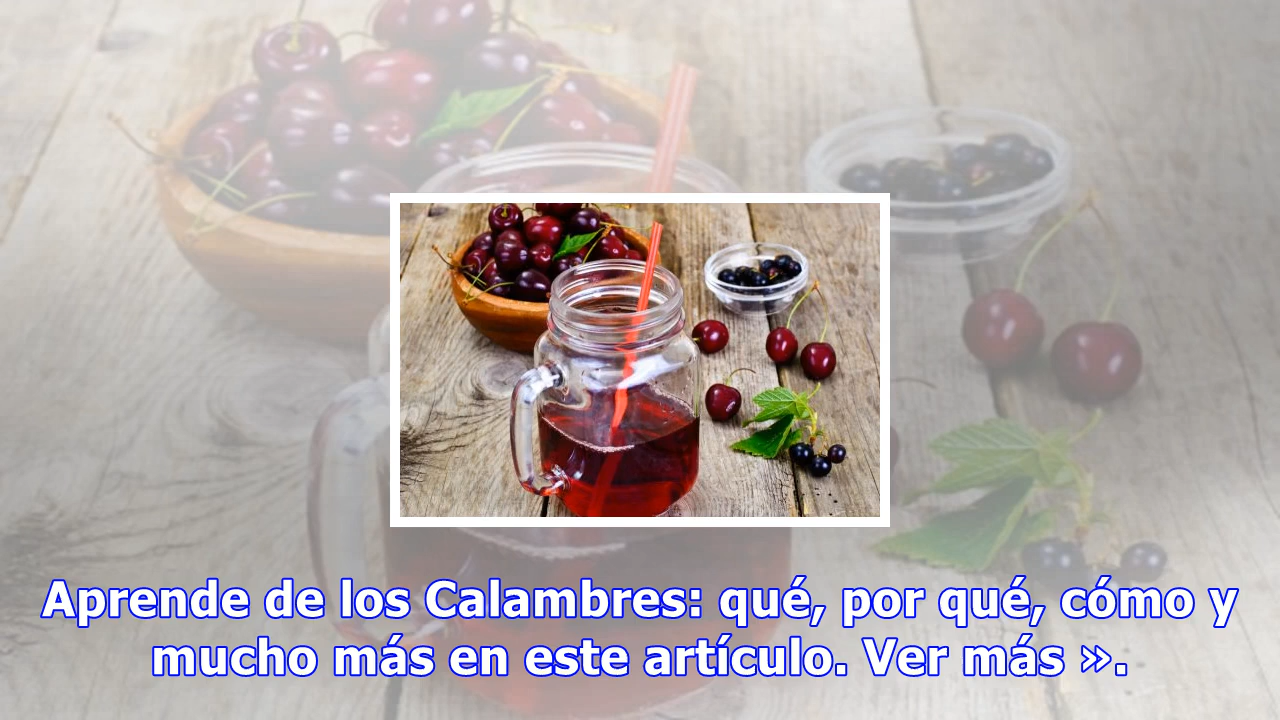 Aprende de los Calambres: qué, por qué, cómo y
mucho más en este artículo. Ver más ».